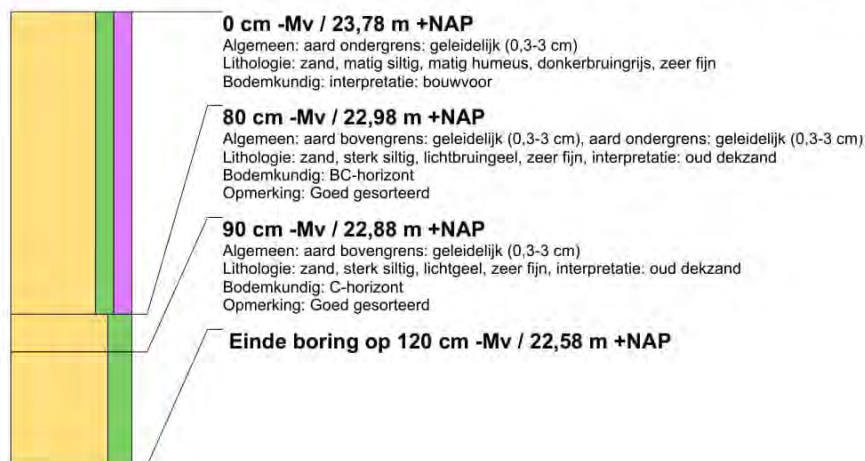 0 cm -Mv / 23,78 m +NAP
Algemeen: aard ondergrens: geleidelijk (0,3-3 cm)
Lithologie: zand, matig siltig, matig humeus, donkerbruingrijs, zeer fijn
Bodemkundig: interpretatie: bouwvoor
80 cm -Mv / 22,98 m +NAP
Algemeen: aard bovengrens: geleidelijk (0,3-3 cm), aard ondergrens: geleidelijk (0,3-3 cm)
Lithologie: zand, sterk siltig, lichtbruingeel, zeer fijn, interpretatie: oud dekzand
Bodemkundig: BC-horizont
Opmerking: Goed gesorteerd
90 cm -Mv / 22,88 m +NAP
Algemeen: aard bovengrens: geleidelijk (0,3-3 cm)
Lithologie: zand, sterk siltig, lichtgeel, zeer fijn, interpretatie: oud dekzand
Bodemkundig: C-horizont
Opmerking: Goed gesorteerd
Einde boring op 120 cm -Mv / 22,58 m +NAP